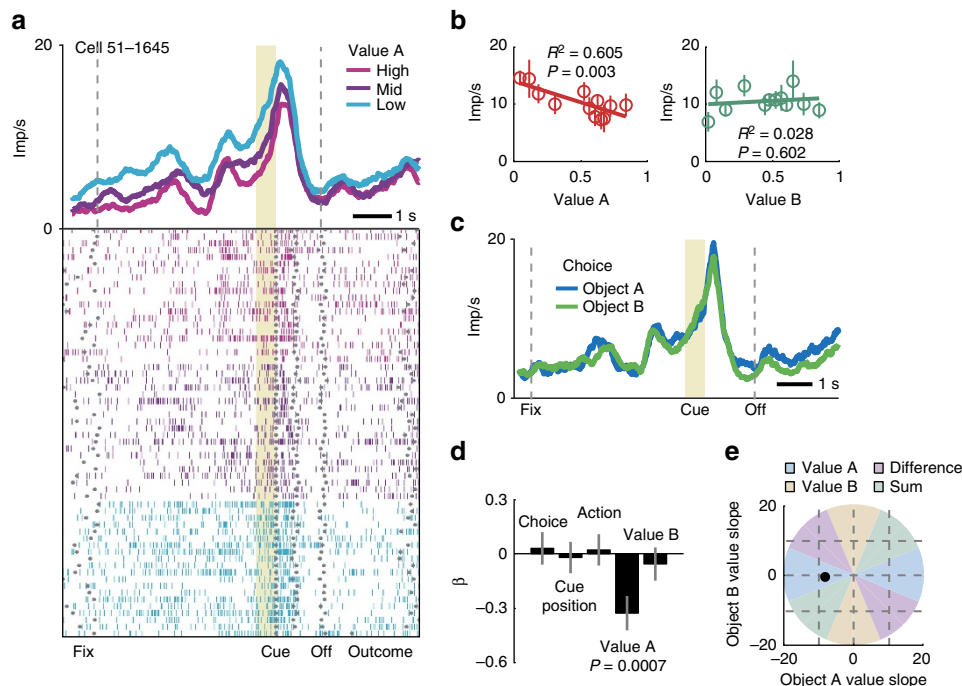 a
20
Cell 51–1645
Value A
High
Mid
Low
Imp/s
1 s
0
Fix
Cue
Off
Outcome
b
20
R² = 0.605
P = 0.003
Imp/s
10
0
0
0.5
1
Value A
20
10
R² = 0.028
P = 0.602
0
0
0.5
1
Value B
c
20
Choice
Object A
Object B
Imp/s
1 s
0
Fix
Cue
Off
d
0.3
Choice
Action
Value B
0
β
Cue
position
–0.3
Value A
P = 0.0007
–0.6
e
Value A
Difference
Value B
Sum
20
10
0
–20
Object B value slope
–20
–10
0
10
20
Object A value slope